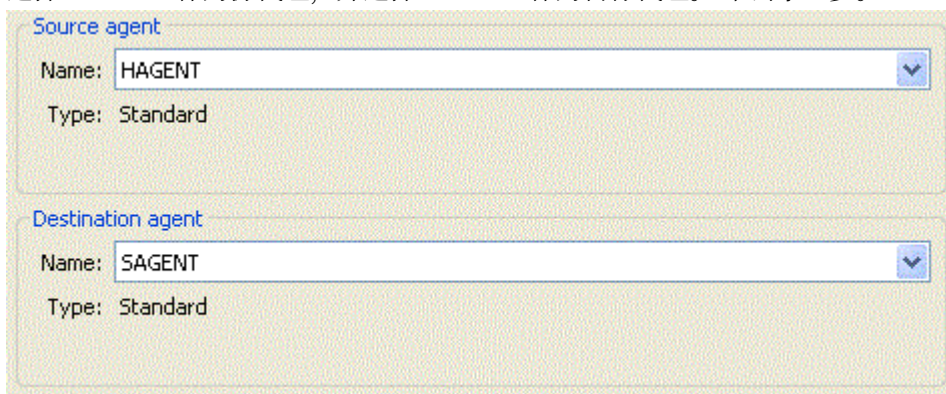 Source agent
Name: HAGENT
Type: Standard
Destination agent
Name: SAGENT
Type: Standard